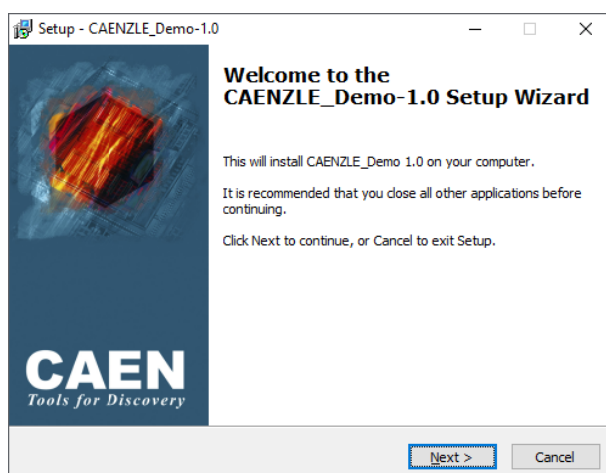 Setup - CAENZLE_Demo-1.0
Welcome to the
CAENZLE_Demo-1.0 Setup Wizard
This will install CAENZLE_Demo 1.0 on your computer.
It is recommended that you close all other applications before
continuing.
Click Next to continue, or Cancel to exit Setup.
CAEN
Tools for Discovery
Next >
Cancel